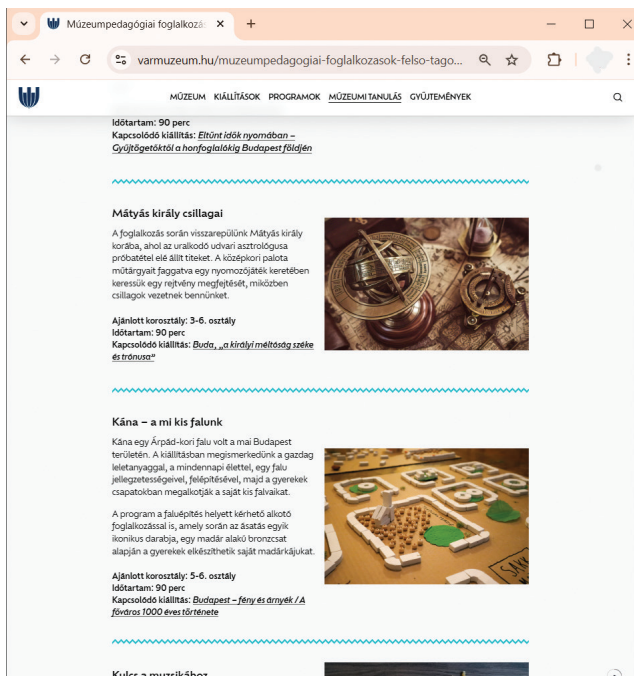 Múzeumpedagógiai foglalkozás
varmuzeum.hu/muzeumpedagogiai-foglalkozasok-felso-tago...
MÚZEUM KIÁLLÍTÁSOK PROGRAMOK MÚZEUMI TANULÁS GYŰJTEMÉNYEK
Időtartam: 90 perc
Kapcsolódó kiállítás: Eltűnt idők nyomában –
Gyűjtögetőktől a honfoglalókig Budapest földjén
Mátyás király csillagai
A foglalkozás során visszarepülünk Mátyás király
korába, ahol az uralkodó udvari asztrológusa
próbatétel elé állít titeket. A középkori palota
műtárgyait faggatva egy nyomozójáték keretében
keressük egy rejtvény megfejtését, miközben
csillagok vezetnek bennünket.
Ajánlott korosztály: 3-6. osztály
Időtartam: 90 perc
Kapcsolódó kiállítás: Buda, „a királyi méltóság széke
és trónusa”
Kána – a mi kis falunk
Kána egy Árpád-kori falu volt a mai Budapest
területén. A kiállításban megismerkedünk a gazdag
leletanyaggal, a mindennapi élettel, egy falu
jellegzetességeivel, felépítésével, majd a gyerekek
csapatokban megalkotják a saját kis falvaikat.
A program a faluépítés helyett kérhető alkotó
foglalkozással is, amely során az ásatás egyik
ikonikus darabja, egy madár alakú bronzcsat
alapján a gyerekek elkészíthetik saját madárkájukat.
Ajánlott korosztály: 5-6. osztály
Időtartam: 90 perc
Kapcsolódó kiállítás: Budapest – fény és árnyék / A
főváros 1000 éves története
Kulcs a muzsikához